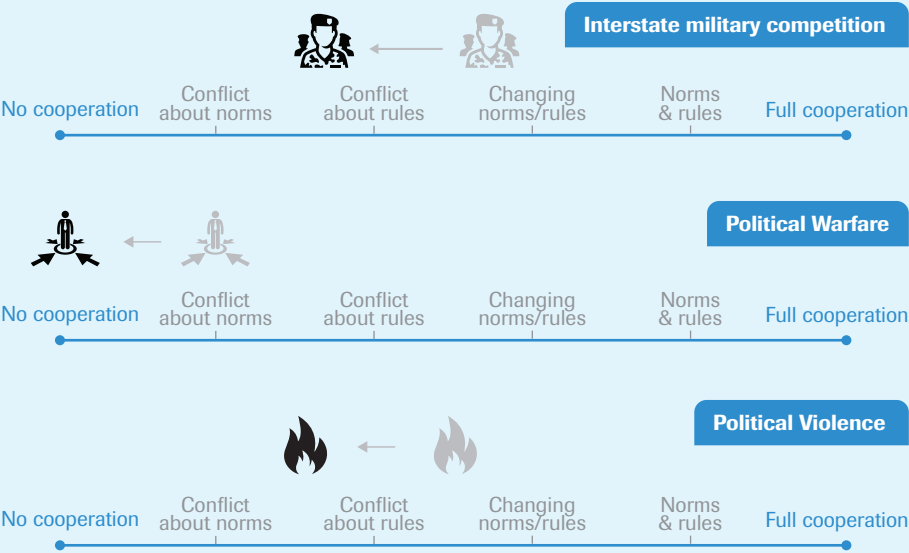 Interstate military competition
No cooperation
Conflict
about norms
Conflict
about rules
Changing
norms/rules
Norms
& rules
Full cooperation
Political Warfare
No cooperation
Conflict
about norms
Conflict
about rules
Changing
norms/rules
Norms
& rules
Full cooperation
Political Violence
No cooperation
Conflict
about norms
Conflict
about rules
Changing
norms/rules
Norms
& rules
Full cooperation